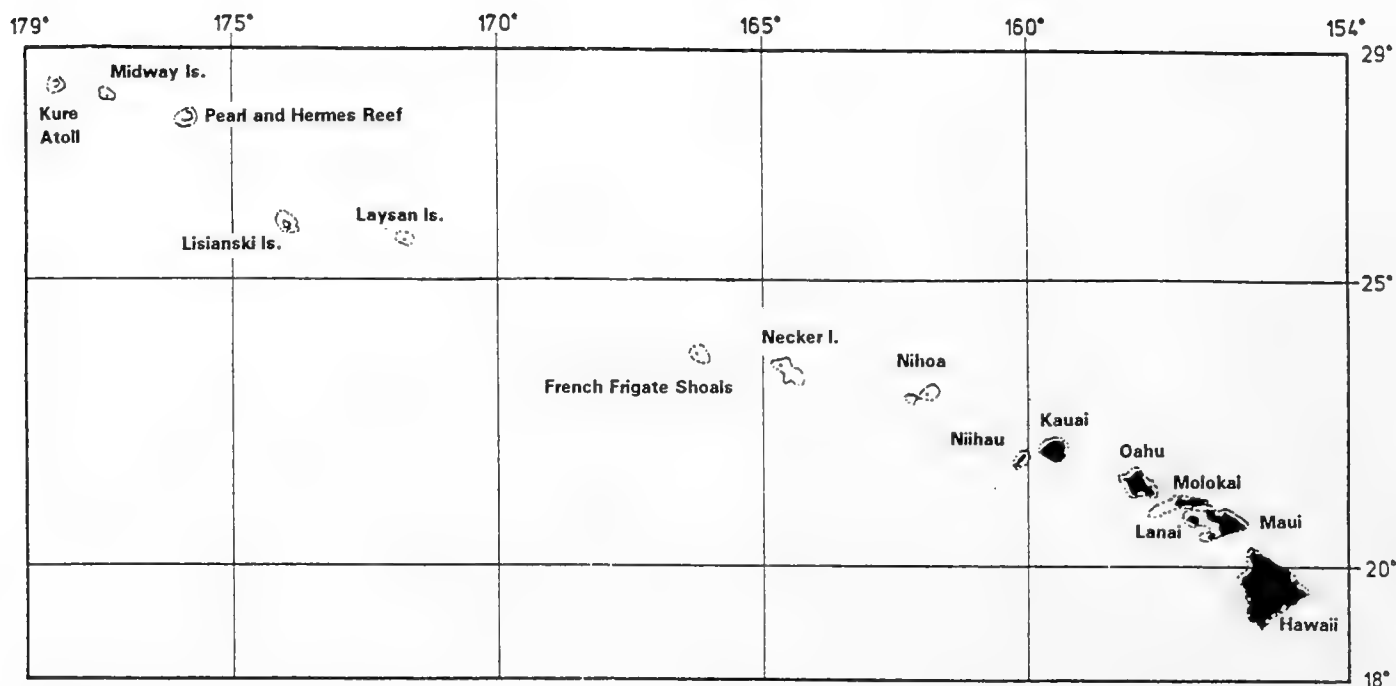 179° 175° 170° 165° 160° 154°
29°
Midway Is.
Kure
Atoll
Pearl and Hermes Reef
Laysan Is.
Lisianski Is.
25°
Necker I.
Nihoa
French Frigate Shoals
Kauai
Niihau
Oahu
Molokai
Lanai
Maui
20°
Hawaii
18°